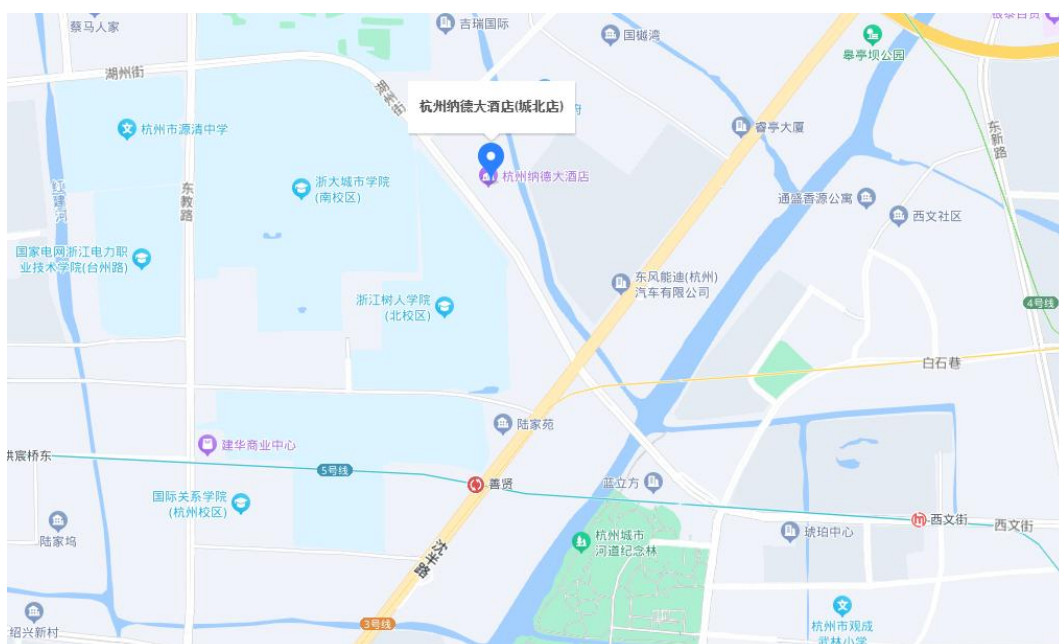 蔡马人家
吉瑞国际
国樾湾
皋亭坝公园
湖州街
湖州街
杭州纳德大酒店(城北店)
府
睿亭大厦
东新路
杭州市源清中学
杭州纳德大酒店
浙大城市学院
(南校区)
东教路
红建河
通盛香源公寓
西文社区
国家电网浙江电力职
业技术学院(台州路)
东风能迪(杭州)
汽车有限公司
浙江树人学院
(北校区)
4号线
白石巷
陆家苑
建华商业中心
拱宸桥东
5号线
善贤
蓝立方
国际关系学院
(杭州校区)
西文街
西文街
陆家坞
沈半路
杭州城市
河道纪念林
琥珀中心
3号线
绍兴新村
杭州市观成
武林小学